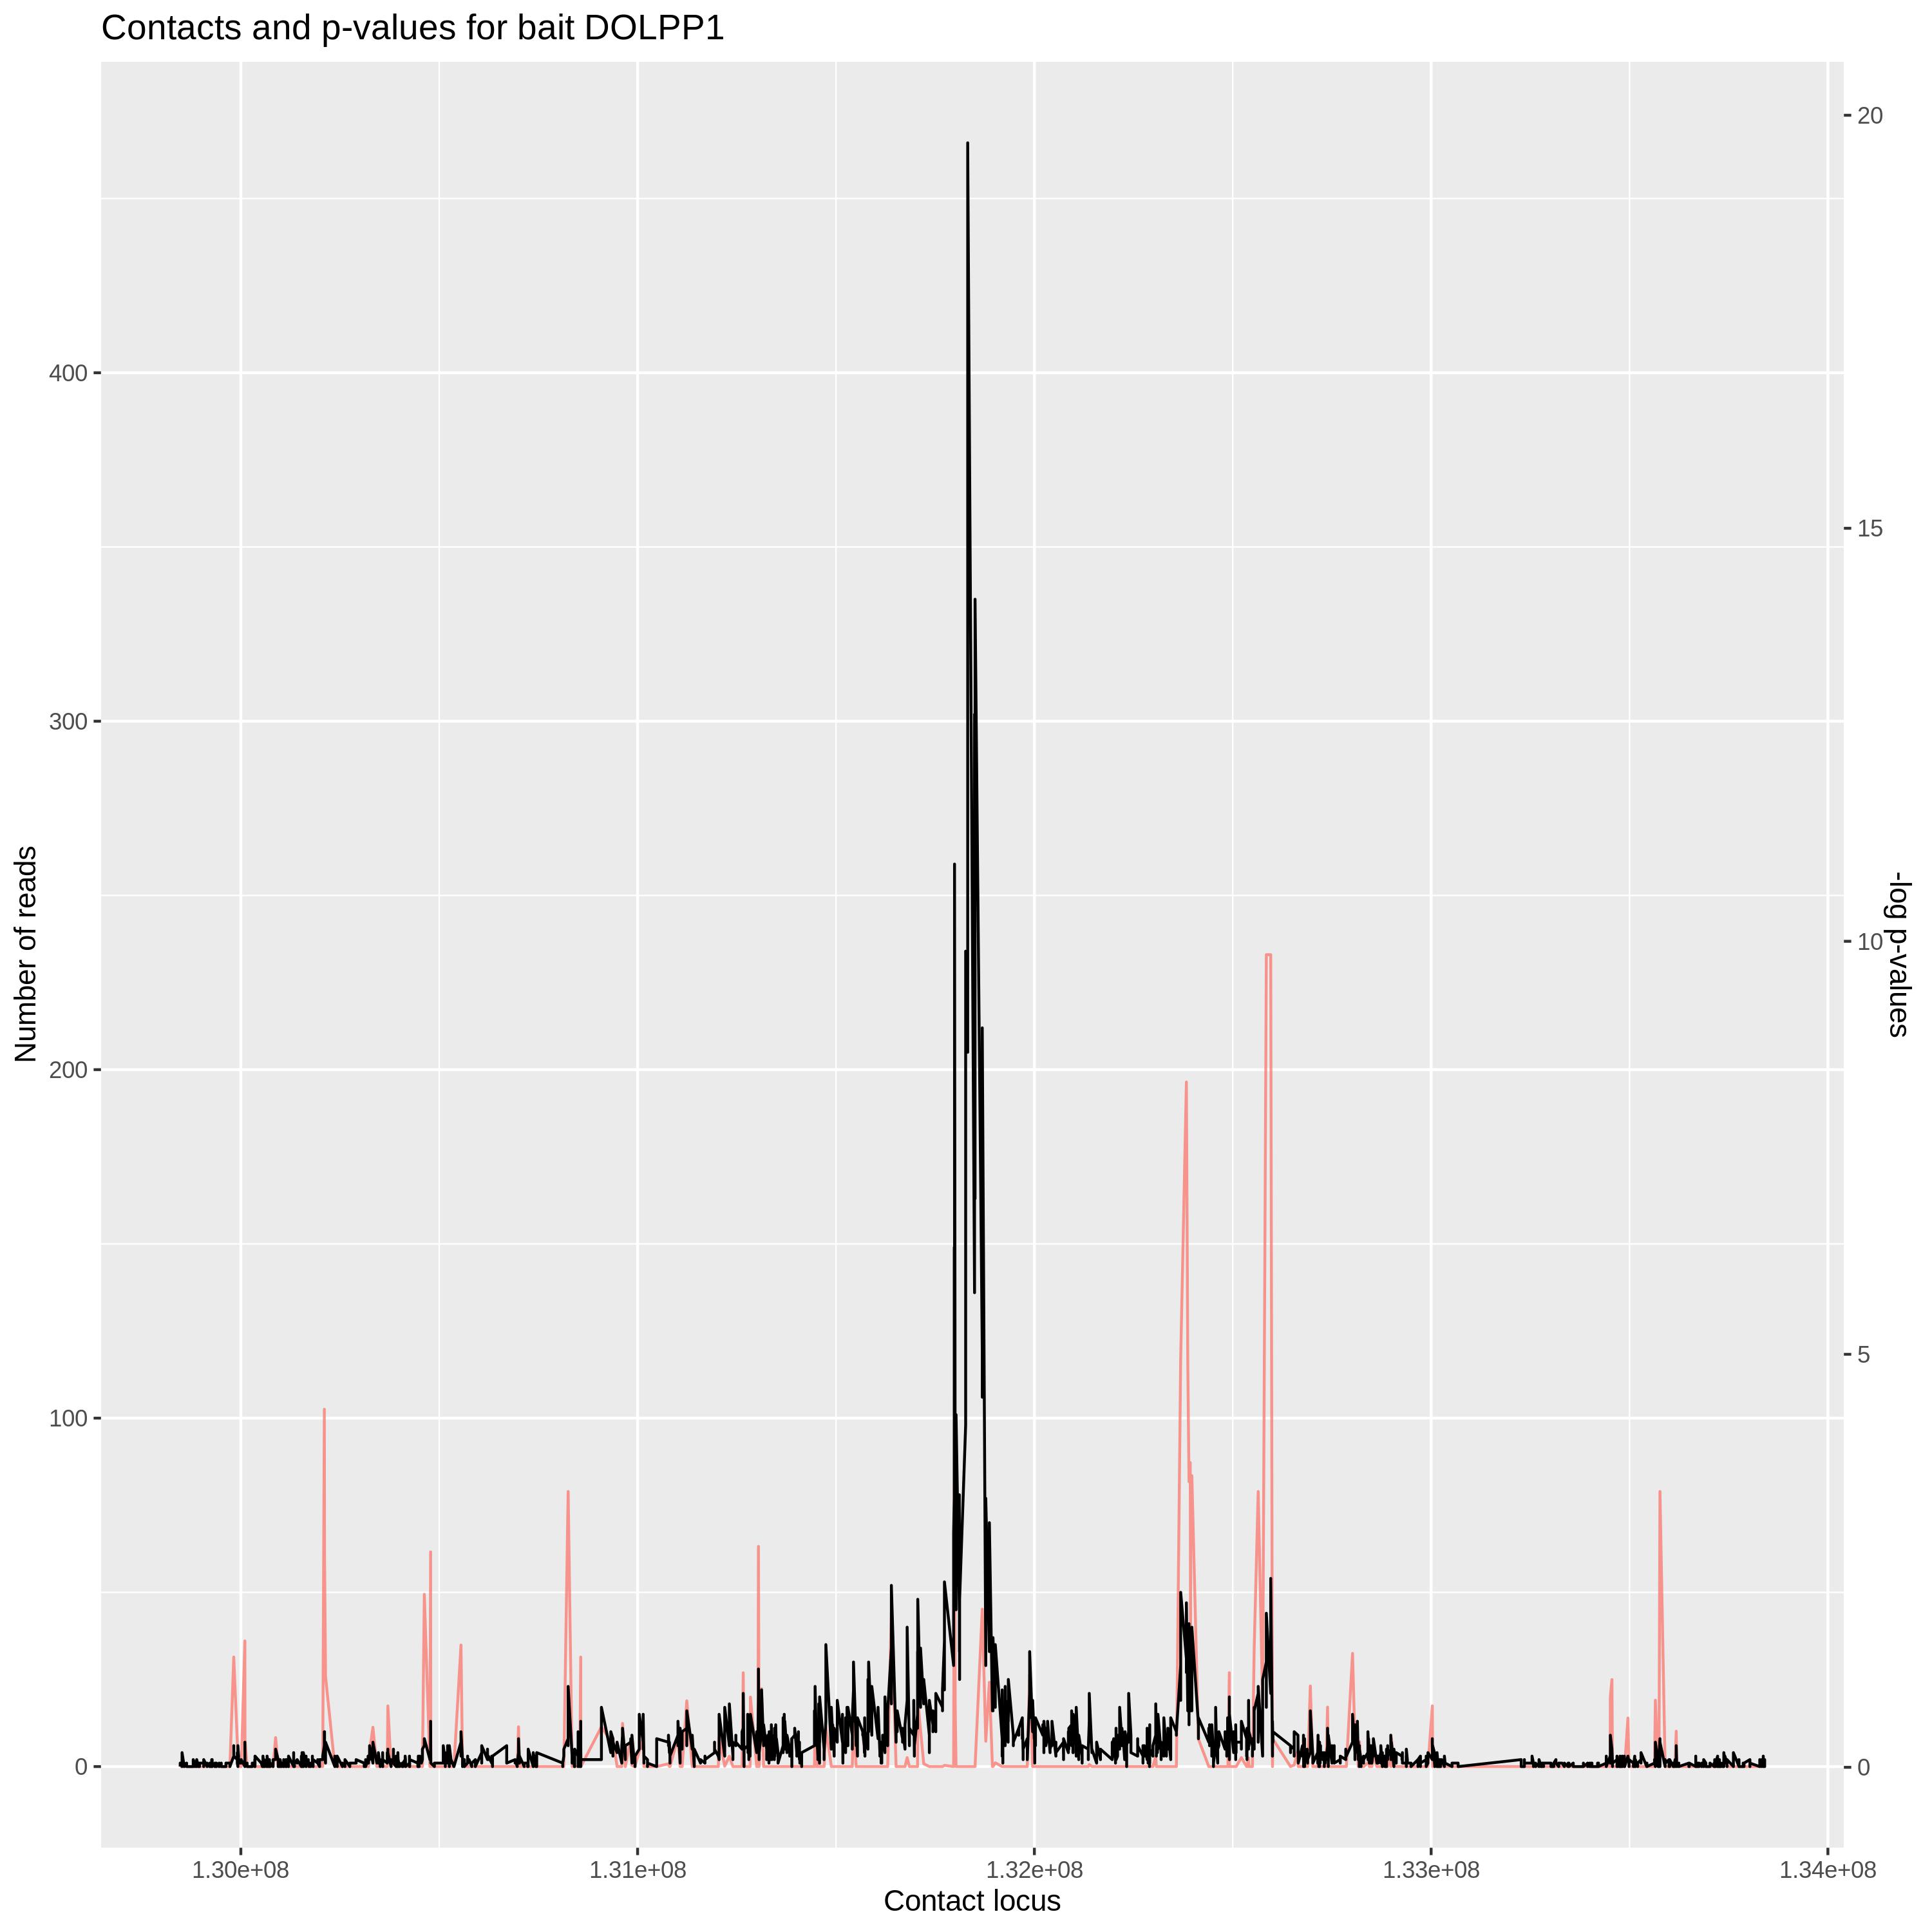 Contacts and p-values for bait DOLPP1
Number of reads
400
300
200
100
0
20
15
10
5
0
-log p-values
1.30e+08 1.31e+08 1.32e+08 1.33e+08 1.34e+08
Contact locus